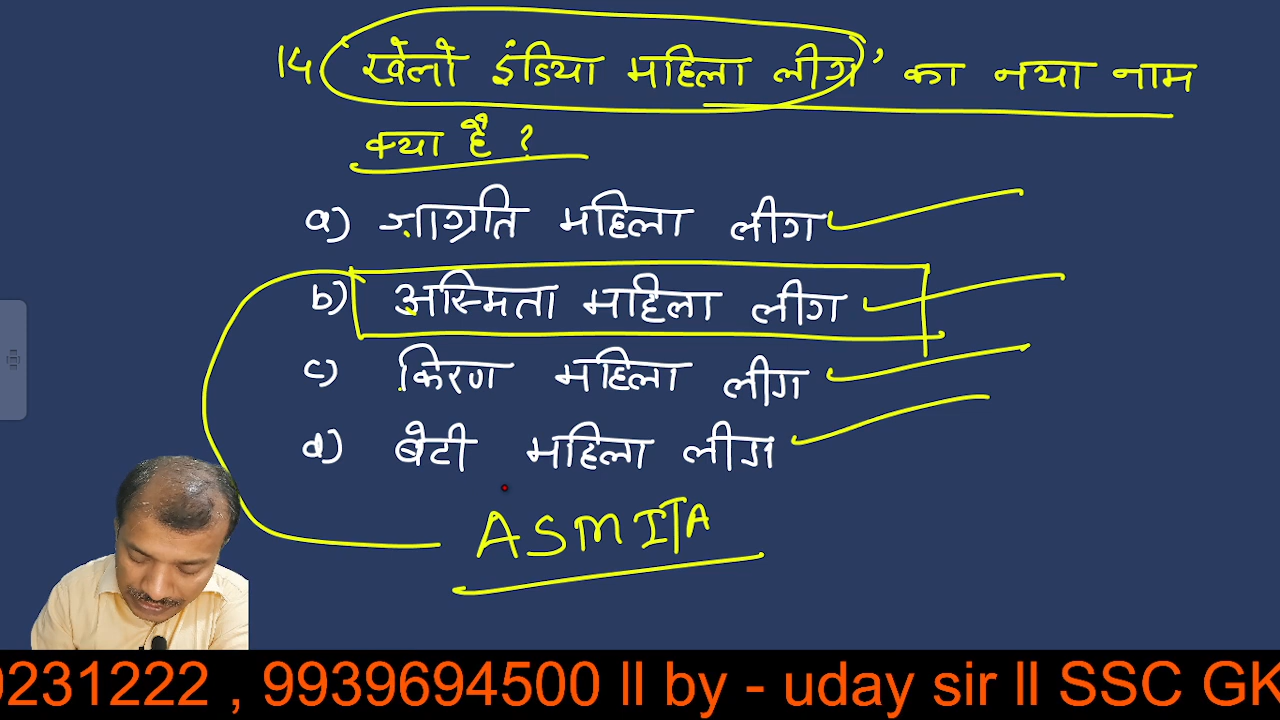 14 खेलो इंडिया महिला लीग' का नया नाम
क्या है ?
a) जाग्रति महिला लीग
b) अस्मिता महिला लीग
c) किरण महिला लीग
d) बेटी महिला लीग
ASMITA
0231222 , 9939694500 ll by - uday sir ll SSC GK